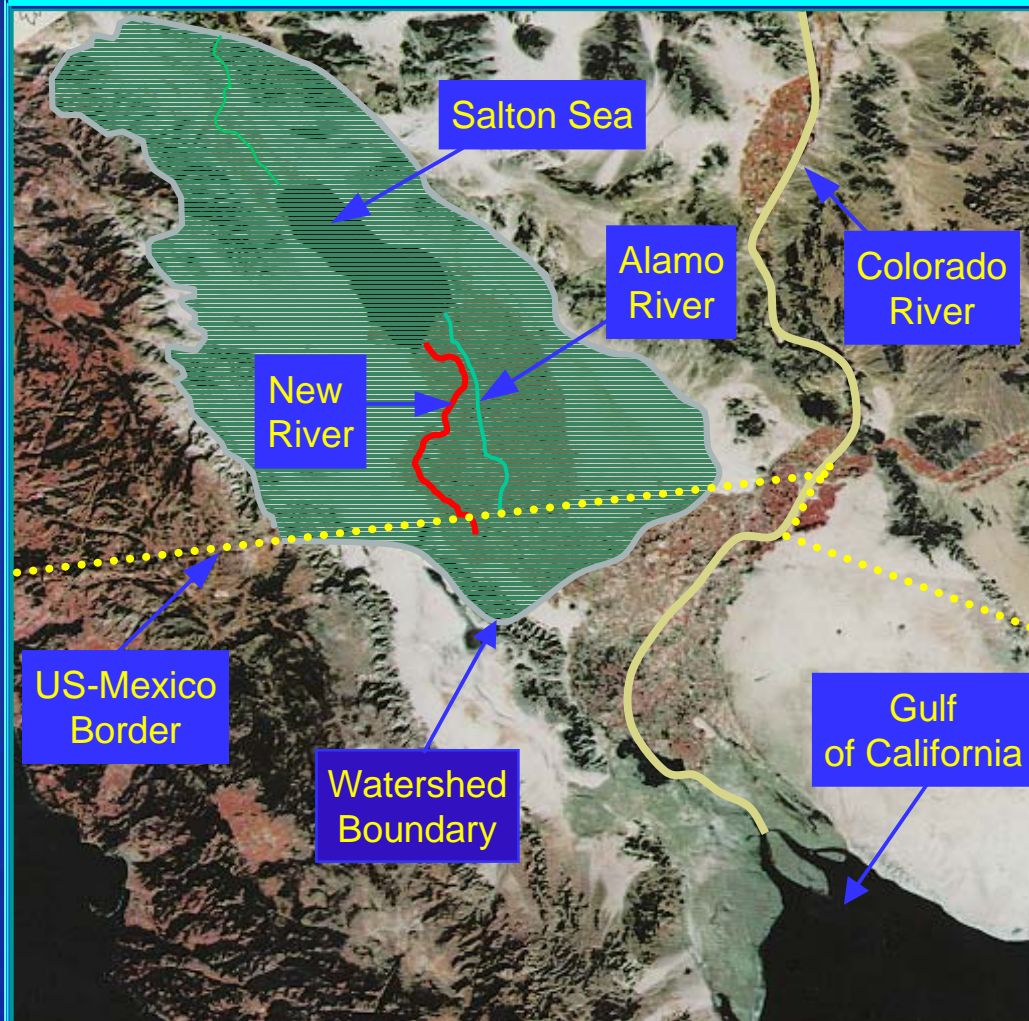 Salton Sea
Alamo
River
Colorado
River
New
River
US-Mexico
Border
Gulf
of California
Watershed
Boundary